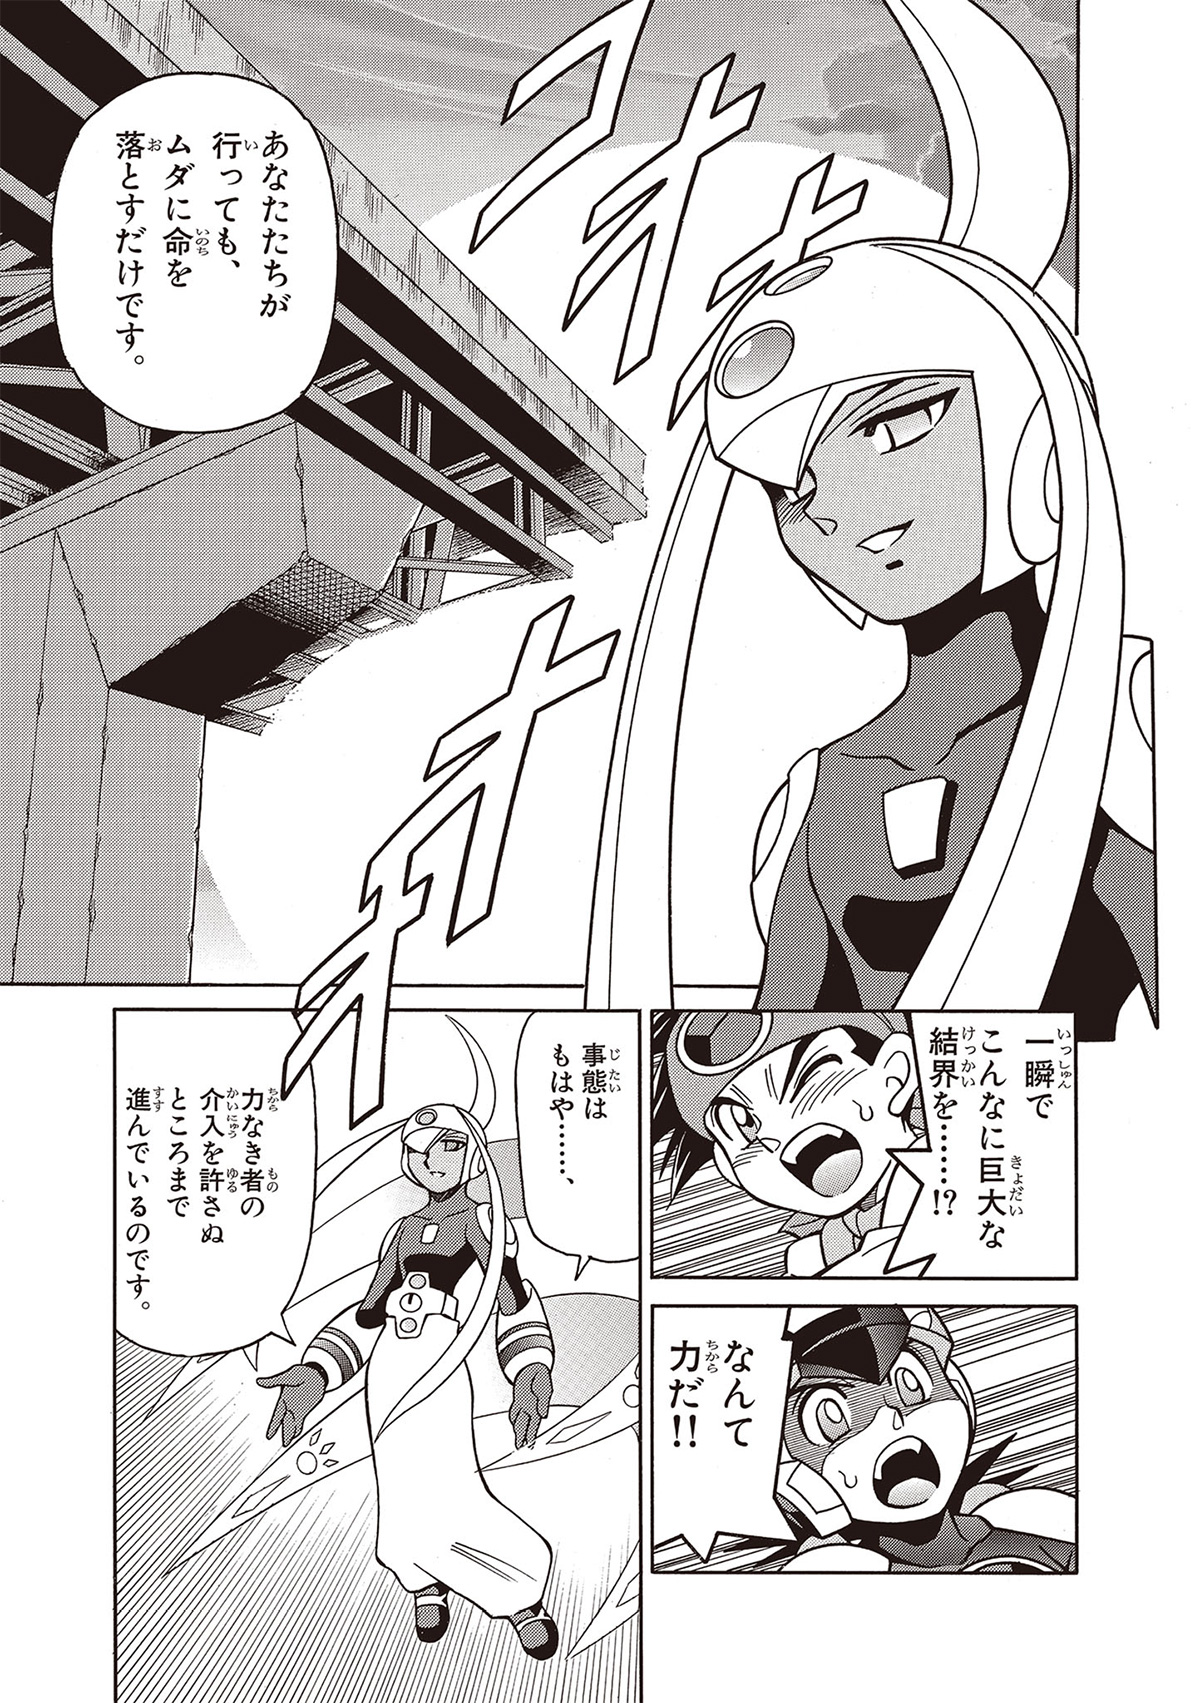 ゴオオオオオ
あなたたちが
行っても、
ムダに命を
落とすだけです。
一瞬で
こんなに巨大な
結界を……!?
なんて
力だ!!
事態は
もはや……、
力なき者の
介入を許さぬ
ところまで
進んでいるのです。